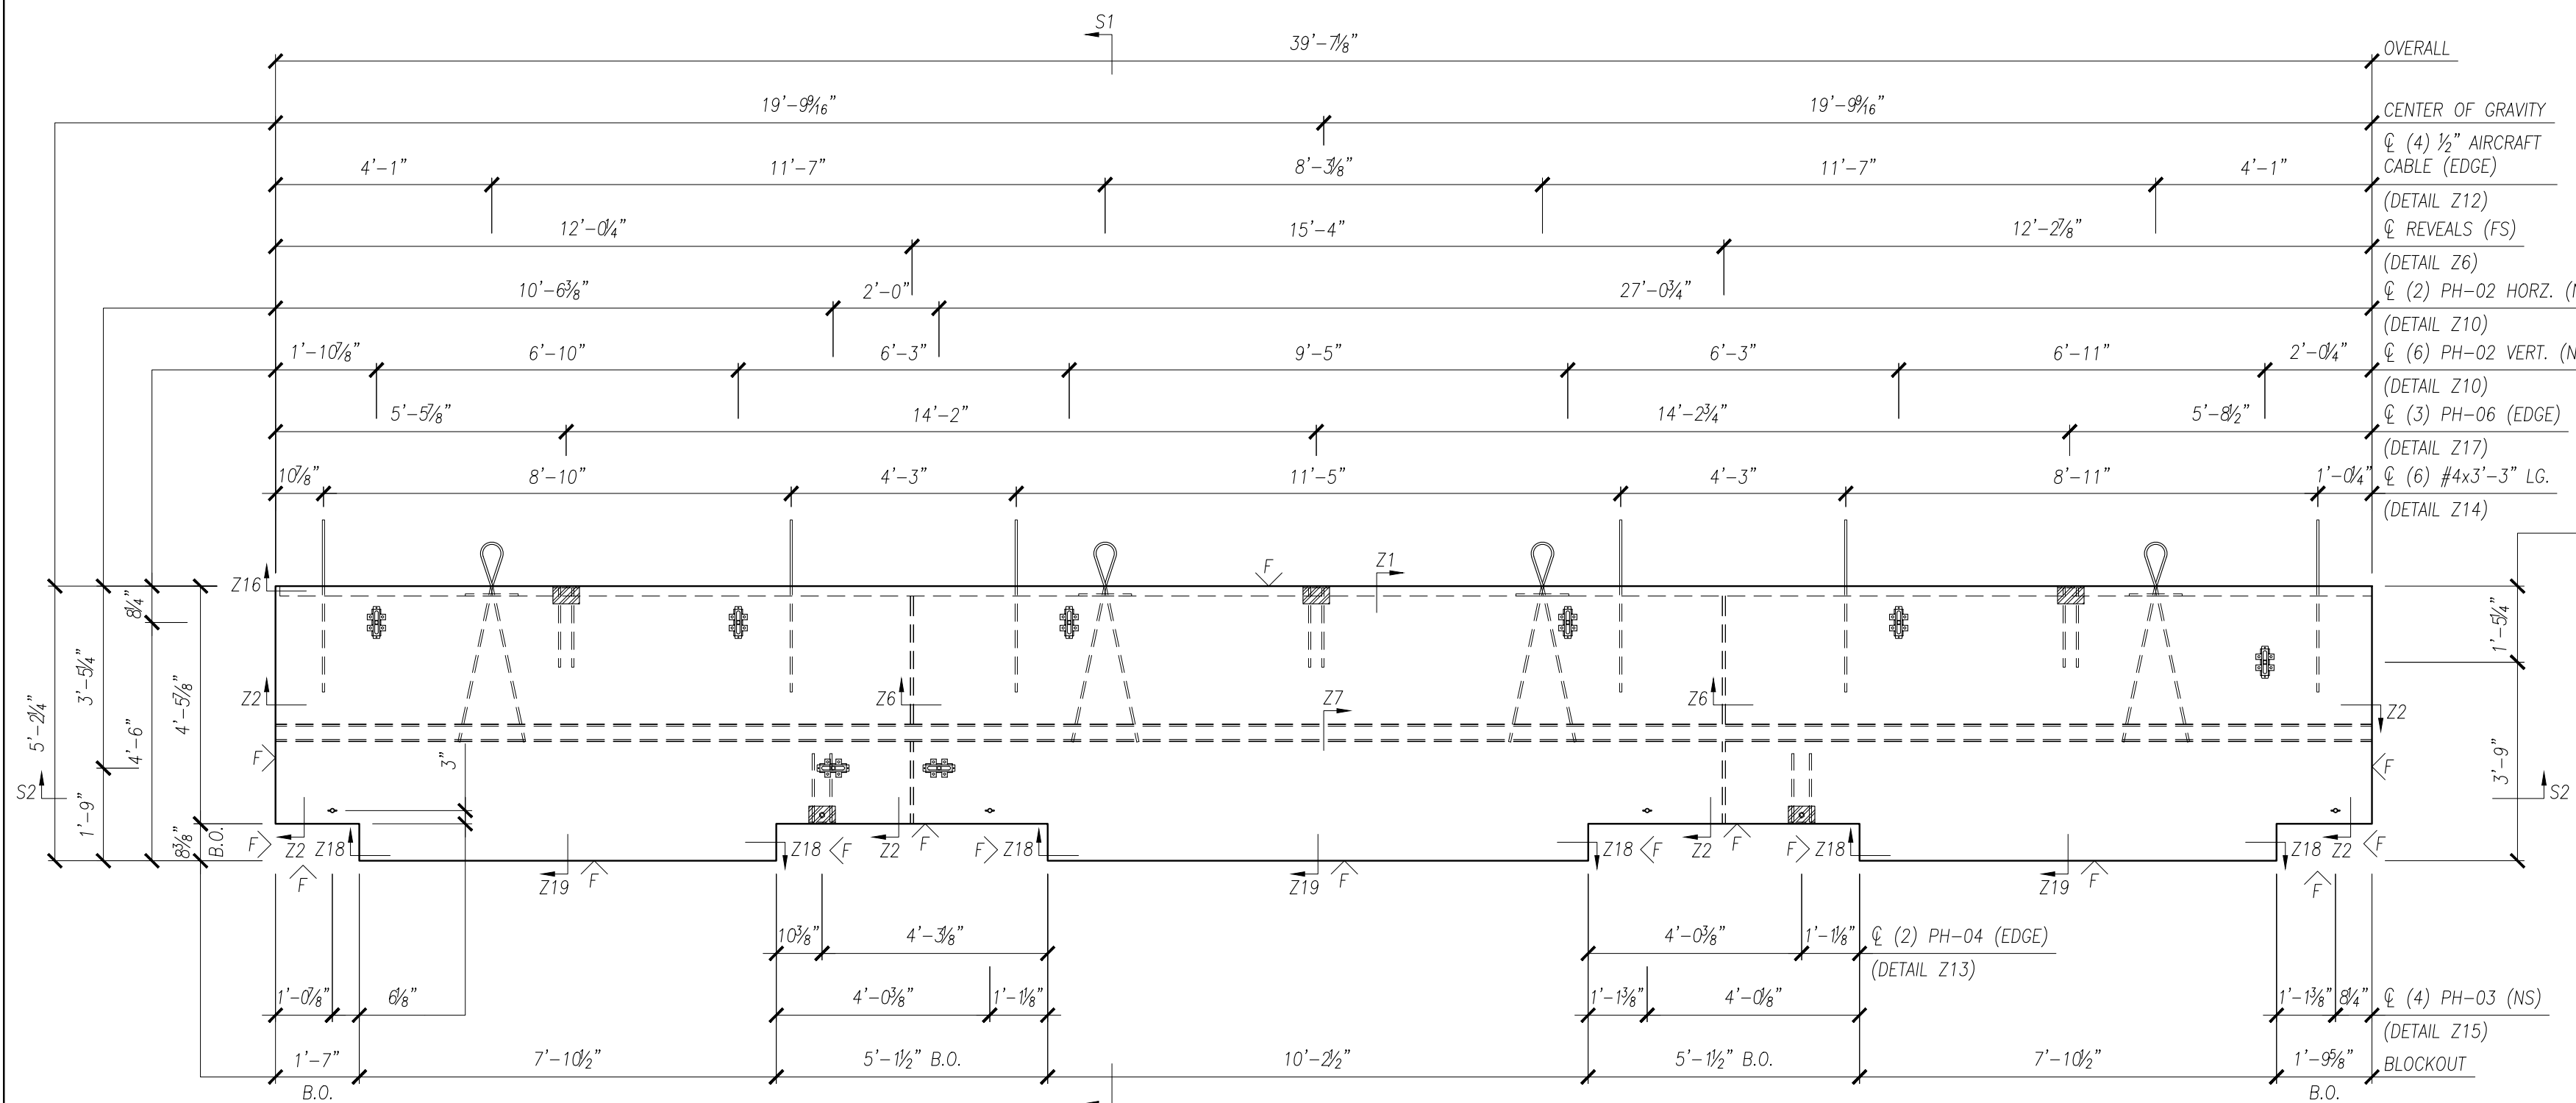 S1
39'-7⅛"
OVERALL
19'-9⁹⁄₁₆"
19'-9⁹⁄₁₆"
CENTER OF GRAVITY
℄ (4) ½" AIRCRAFT
4'-1"
11'-7"
8'-3⅛"
11'-7"
4'-1"
CABLE (EDGE)
(DETAIL Z12)
12'-0¼"
15'-4"
12'-2⅞"
℄ REVEALS (FS)
(DETAIL Z6)
10'-6⅜"
2'-0"
27'-0¾"
℄ (2) PH-02 HORZ.
(DETAIL Z10)
1'-10⅞"
6'-10"
6'-3"
9'-5"
6'-3"
6'-11"
2'-0¼"
℄ (6) PH-02 VERT.
(DETAIL Z10)
5'-5⅞"
14'-2"
14'-2¾"
5'-8½"
℄ (3) PH-06 (EDGE)
(DETAIL Z17)
10⅞"
8'-10"
4'-3"
11'-5"
4'-3"
8'-11"
1'-0¼"
℄ (6) #4x3'-3" LG.
(DETAIL Z14)
Z16
F
Z1
8¼"
1'-5¼"
3'-5¼"
4'-5⅞"
5'-2¼"
4'-6"
Z2
Z6
Z7
Z6
Z2
F
3"
F
3'-9"
S2
S2
1'-9"
8⅜"
B.O.
F
Z2
Z18
F
Z19
F
Z18
F
Z2
F
F
Z18
Z19
F
Z18
F
Z2
F
F
Z18
Z19
F
Z18
Z2
F
F
10⅜"
4'-3⅛"
4'-0⅜"
1'-1⅛"
℄ (2) PH-04 (EDGE)
(DETAIL Z13)
1'-0⅞"
6⅛"
4'-0⅜"
1'-1⅛"
1'-1⅜"
4'-0⅛"
1'-1⅜"
8¼"
℄ (4) PH-03 (NS)
(DETAIL Z15)
1'-7"
B.O.
7'-10½"
5'-1½" B.O.
10'-2½"
5'-1½" B.O.
7'-10½"
1'-9⅝"
B.O.
BLOCKOUT